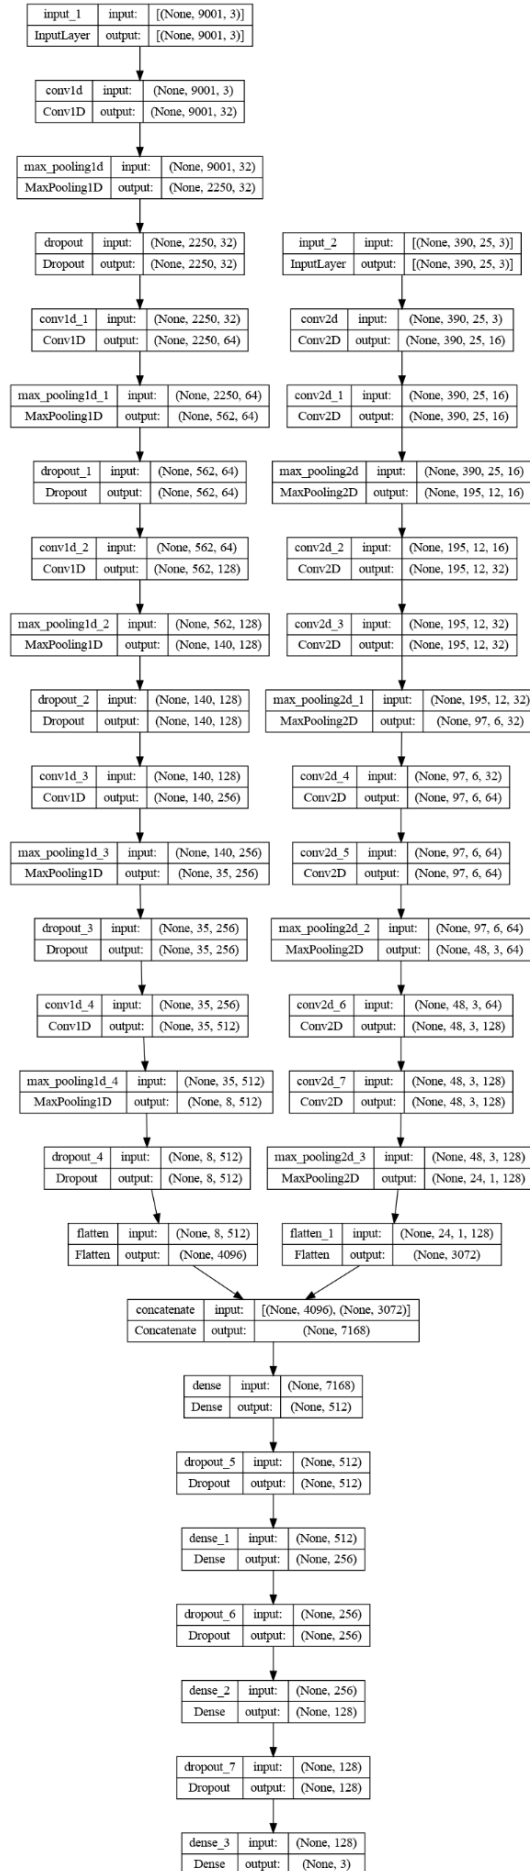 input_1 input: [(None, 9001, 3)]
InputLayer output: [(None, 9001, 3)]
conv1d input: (None, 9001, 3)
Conv1D output: (None, 9001, 32)
max_pooling1d input: (None, 9001, 32)
MaxPooling1D output: (None, 2250, 32)
dropout input: (None, 2250, 32)
Dropout output: (None, 2250, 32)
conv1d_1 input: (None, 2250, 32)
Conv1D output: (None, 2250, 64)
max_pooling1d_1 input: (None, 2250, 64)
MaxPooling1D output: (None, 562, 64)
dropout_1 input: (None, 562, 64)
Dropout output: (None, 562, 64)
conv1d_2 input: (None, 562, 64)
Conv1D output: (None, 562, 128)
max_pooling1d_2 input: (None, 562, 128)
MaxPooling1D output: (None, 140, 128)
dropout_2 input: (None, 140, 128)
Dropout output: (None, 140, 128)
conv1d_3 input: (None, 140, 128)
Conv1D output: (None, 140, 256)
max_pooling1d_3 input: (None, 140, 256)
MaxPooling1D output: (None, 35, 256)
dropout_3 input: (None, 35, 256)
Dropout output: (None, 35, 256)
conv1d_4 input: (None, 35, 256)
Conv1D output: (None, 35, 512)
max_pooling1d_4 input: (None, 35, 512)
MaxPooling1D output: (None, 8, 512)
dropout_4 input: (None, 8, 512)
Dropout output: (None, 8, 512)
flatten input: (None, 8, 512)
Flatten output: (None, 4096)
input_2 input: [(None, 390, 25, 3)]
InputLayer output: [(None, 390, 25, 3)]
conv2d input: (None, 390, 25, 3)
Conv2D output: (None, 390, 25, 16)
conv2d_1 input: (None, 390, 25, 16)
Conv2D output: (None, 390, 25, 16)
max_pooling2d input: (None, 390, 25, 16)
MaxPooling2D output: (None, 195, 12, 16)
conv2d_2 input: (None, 195, 12, 16)
Conv2D output: (None, 195, 12, 32)
conv2d_3 input: (None, 195, 12, 32)
Conv2D output: (None, 195, 12, 32)
max_pooling2d_1 input: (None, 195, 12, 32)
MaxPooling2D output: (None, 97, 6, 32)
conv2d_4 input: (None, 97, 6, 32)
Conv2D output: (None, 97, 6, 64)
conv2d_5 input: (None, 97, 6, 64)
Conv2D output: (None, 97, 6, 64)
max_pooling2d_2 input: (None, 97, 6, 64)
MaxPooling2D output: (None, 48, 3, 64)
conv2d_6 input: (None, 48, 3, 64)
Conv2D output: (None, 48, 3, 128)
conv2d_7 input: (None, 48, 3, 128)
Conv2D output: (None, 48, 3, 128)
max_pooling2d_3 input: (None, 48, 3, 128)
MaxPooling2D output: (None, 24, 1, 128)
flatten_1 input: (None, 24, 1, 128)
Flatten output: (None, 3072)
concatenate input: [(None, 4096), (None, 3072)]
Concatenate output: (None, 7168)
dense input: (None, 7168)
Dense output: (None, 512)
dropout_5 input: (None, 512)
Dropout output: (None, 512)
dense_1 input: (None, 512)
Dense output: (None, 256)
dropout_6 input: (None, 256)
Dropout output: (None, 256)
dense_2 input: (None, 256)
Dense output: (None, 128)
dropout_7 input: (None, 128)
Dropout output: (None, 128)
dense_3 input: (None, 128)
Dense output: (None, 3)